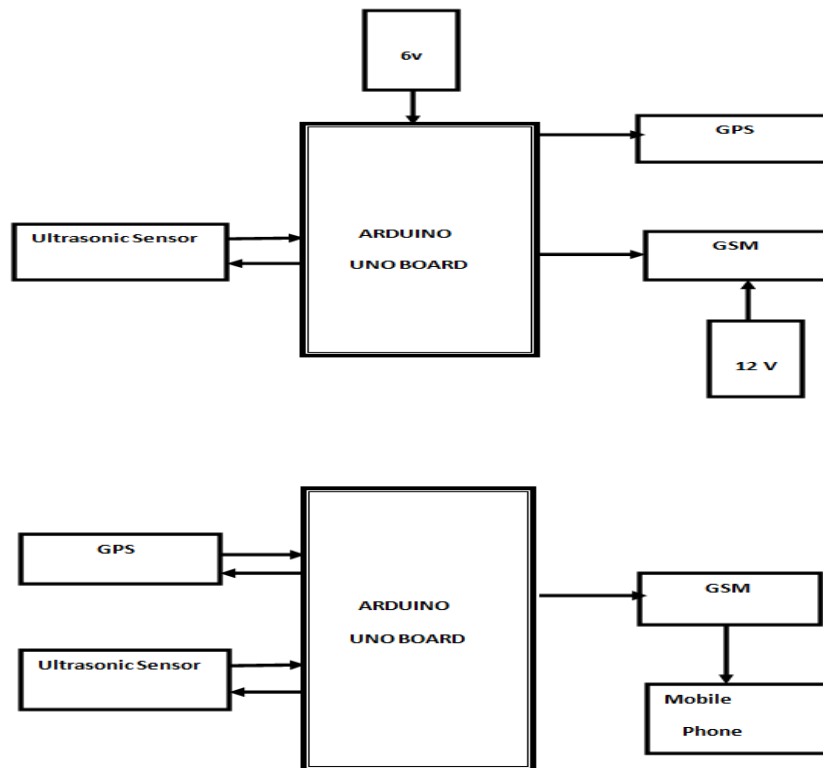 6v
GPS
Ultrasonic Sensor
ARDUINO
UNO BOARD
GSM
12 V
GPS
ARDUINO
UNO BOARD
GSM
Ultrasonic Sensor
Mobile
Phone